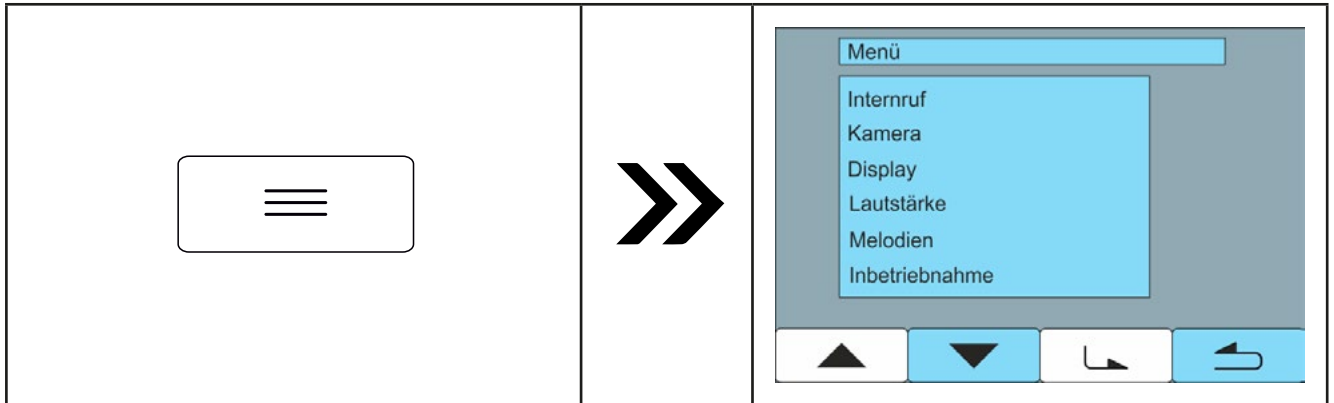 Menü
Internruf
Kamera
Display
Lautstärke
Melodien
Inbetriebnahme